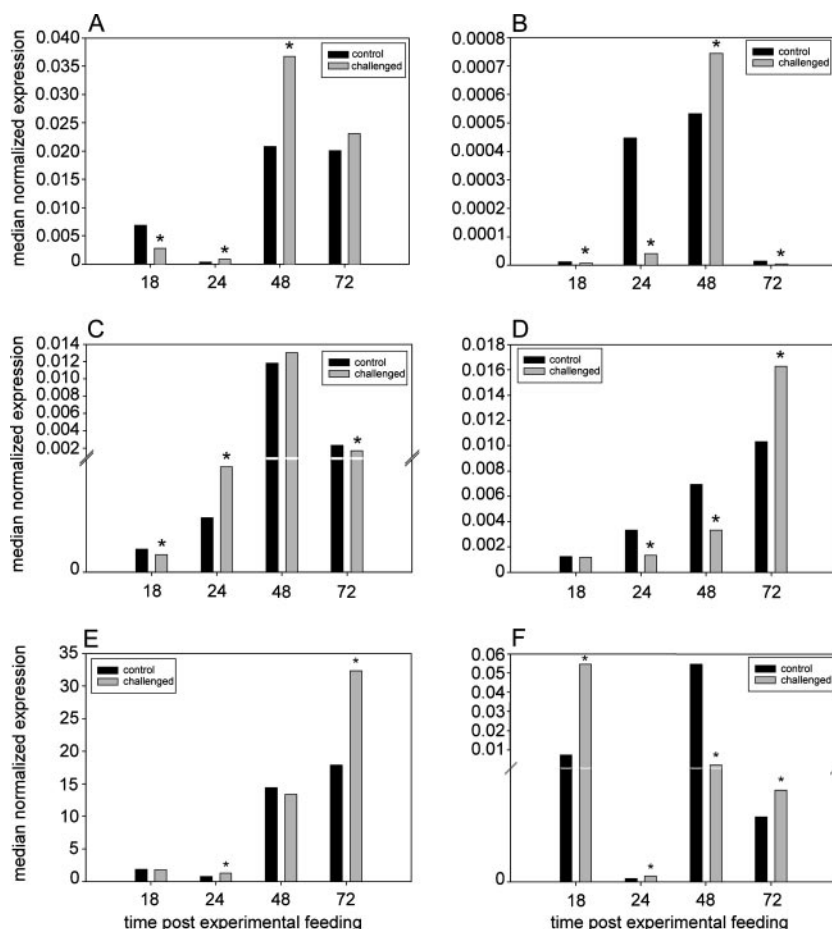 A
median normalized expression
0.040
0.035
0.030
0.025
0.020
0.015
0.010
0.005
0
control
challenged
*
*
*
18 24 48 72
B
0.0008
0.0007
0.0006
0.0005
0.0004
0.0003
0.0002
0.0001
0
control
challenged
*
*
*
*
18 24 48 72
C
median normalized expression
0.014
0.012
0.010
0.008
0.006
0.004
0.002
0
control
challenged
*
*
*
18 24 48 72
D
0.018
0.016
0.014
0.012
0.010
0.008
0.006
0.004
0.002
0
control
challenged
*
*
*
18 24 48 72
E
median normalized expression
35
30
25
20
15
10
5
0
control
challenged
*
*
18 24 48 72
time post experimental feeding
F
0.06
0.05
0.04
0.03
0.02
0.01
0
control
challenged
*
*
*
*
18 24 48 72
time post experimental feeding